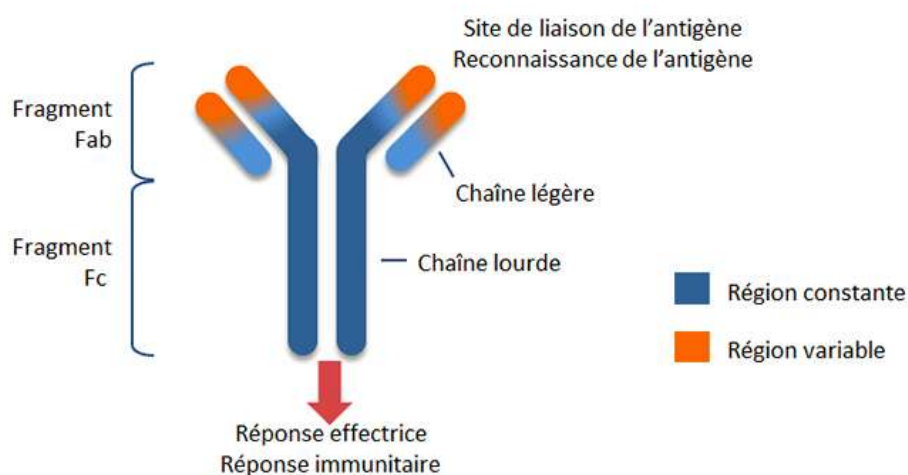 Site de liaison de l'antigène
Reconnaissance de l'antigène
Fragment
Fab
Chaîne légère
Fragment
Fc
Chaîne lourde
Région constante
Région variable
Réponse effectrice
Réponse immunitaire